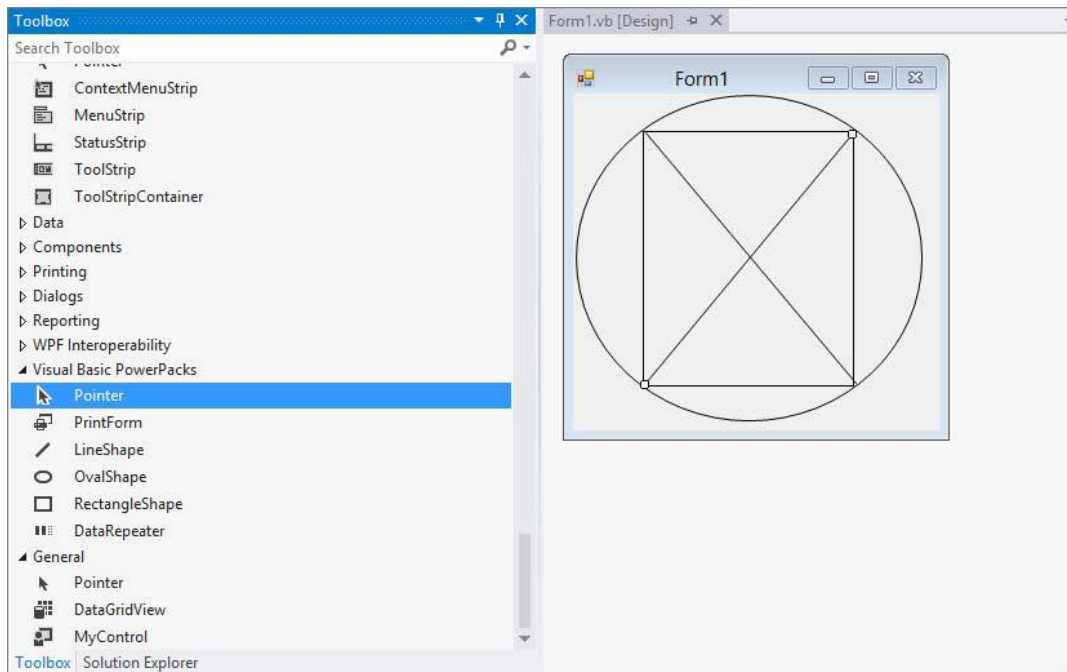 Toolbox
Search Toolbox
Pointer
ContextMenuStrip
MenuStrip
StatusStrip
ToolStrip
ToolStripContainer
Data
Components
Printing
Dialogs
Reporting
WPF Interoperability
Visual Basic PowerPacks
Pointer
PrintForm
LineShape
OvalShape
RectangleShape
DataRepeater
General
Pointer
DataGridView
MyControl
Toolbox Solution Explorer
Form1.vb [Design]
Form1